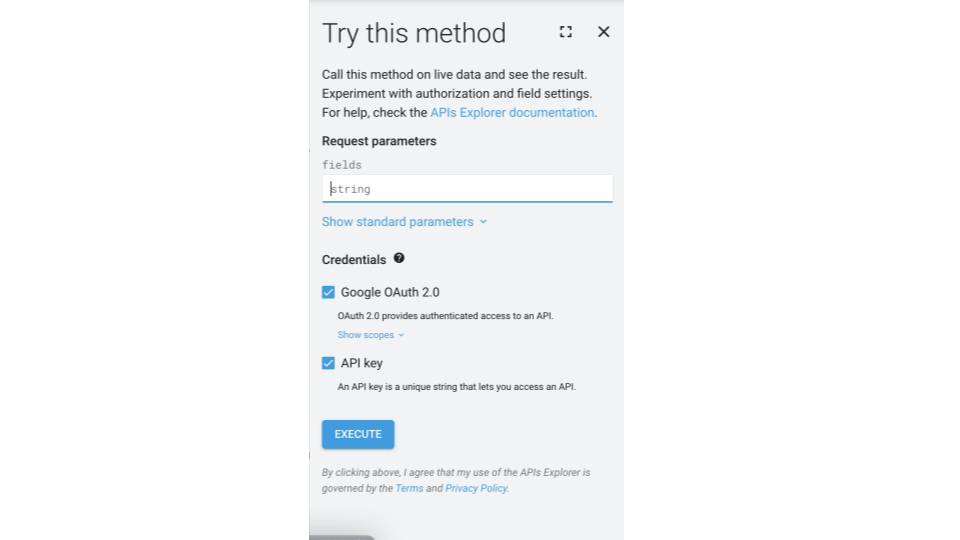 Try this method
Call this method on live data and see the result.
Experiment with authorization and field settings.
For help, check the APIs Explorer documentation.
Request parameters
fields
string
Show standard parameters
Credentials
Google OAuth 2.0
OAuth 2.0 provides authenticated access to an API.
Show scopes
API key
An API key is a unique string that lets you access an API.
EXECUTE
By clicking above, I agree that my use of the APIs Explorer is
governed by the Terms and Privacy Policy.